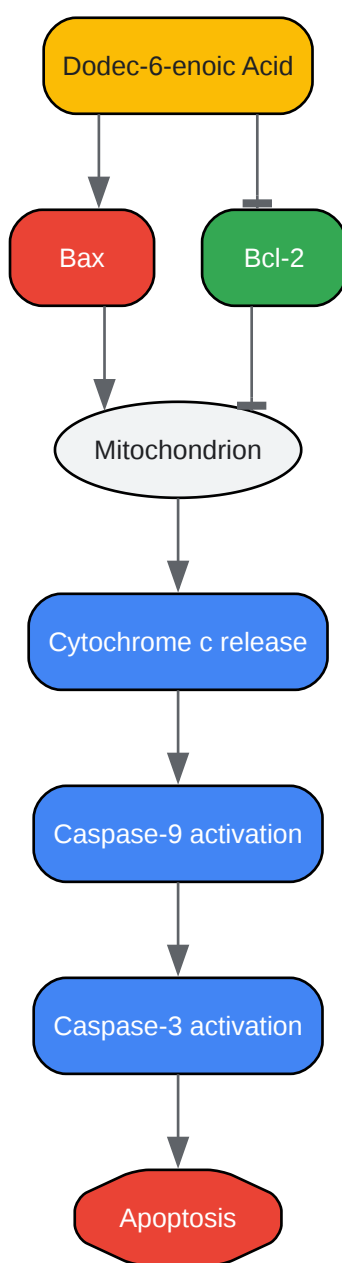 Dodec-6-enoic Acid
Bax
Bcl-2
Mitochondrion
Cytochrome c release
Caspase-9 activation
Caspase-3 activation
Apoptosis